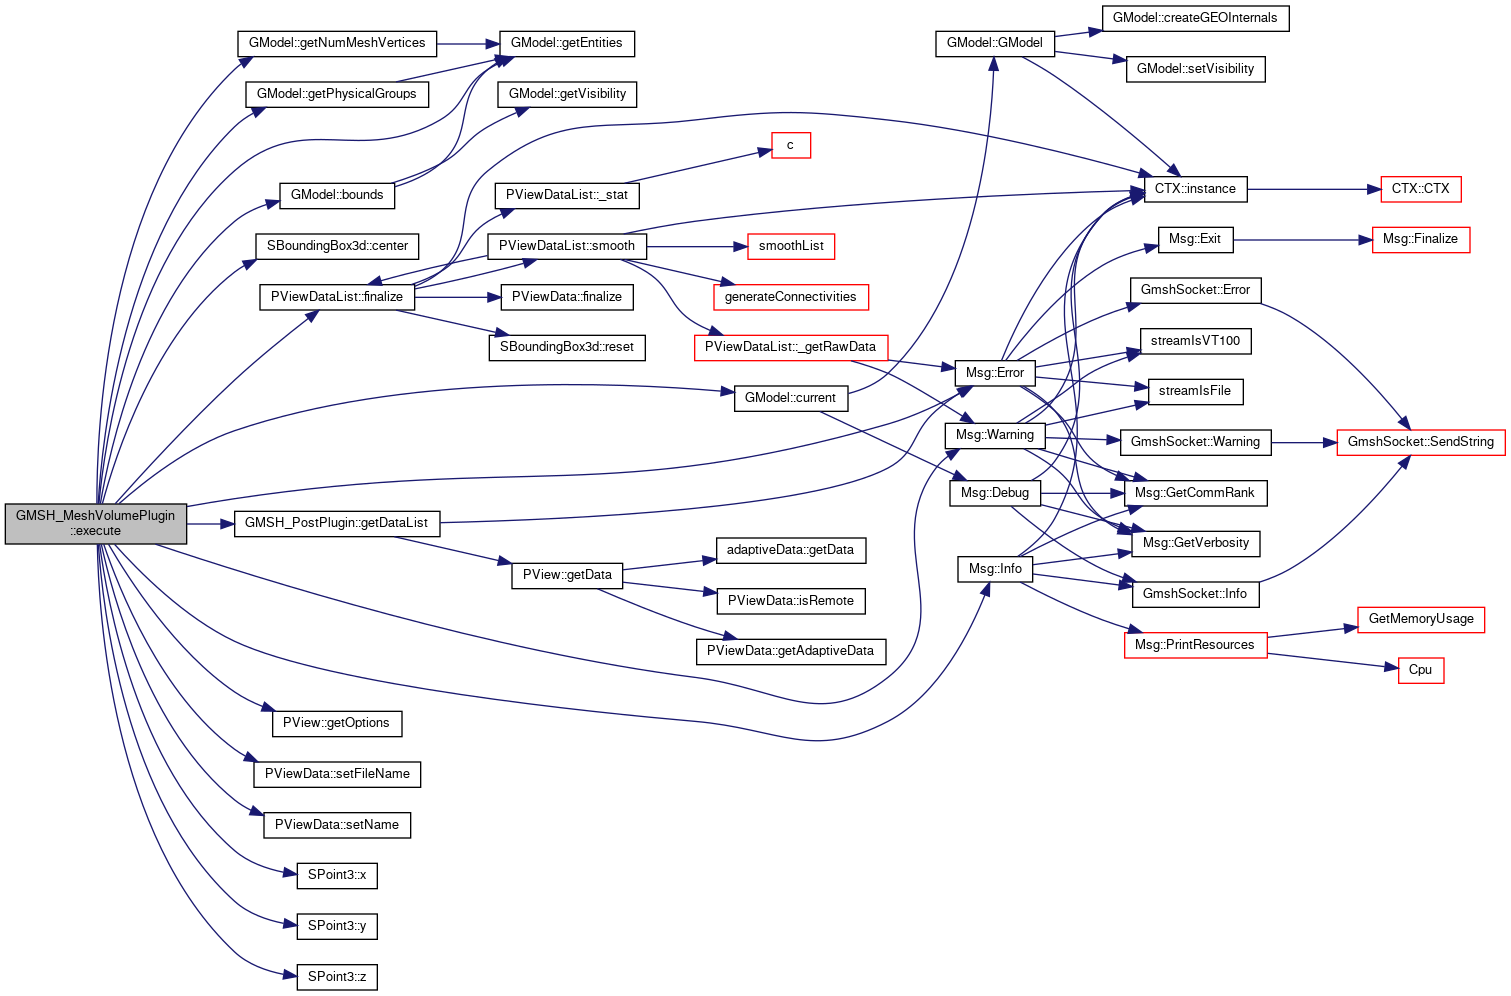 GMSH_MeshVolumePlugin
::execute
GModel::getNumMeshVertices
GModel::getPhysicalGroups
GModel::bounds
SBoundingBox3d::center
PViewDataList::finalize
GModel::getEntities
GModel::getVisibility
PViewDataList::_stat
PViewDataList::smooth
PViewData::finalize
SBoundingBox3d::reset
c
smoothList
generateConnectivities
PViewDataList::_getRawData
GModel::current
GMSH_PostPlugin::getDataList
PView::getData
adaptiveData::getData
PViewData::isRemote
PViewData::getAdaptiveData
PView::getOptions
PViewData::setFileName
PViewData::setName
SPoint3::x
SPoint3::y
SPoint3::z
GModel::GModel
Msg::Error
Msg::Warning
Msg::Debug
Msg::Info
GModel::createGEOInternals
GModel::setVisibility
CTX::instance
Msg::Exit
GmshSocket::Error
streamIsVT100
streamIsFile
GmshSocket::Warning
Msg::GetCommRank
Msg::GetVerbosity
GmshSocket::Info
Msg::PrintResources
CTX::CTX
Msg::Finalize
GmshSocket::SendString
GetMemoryUsage
Cpu